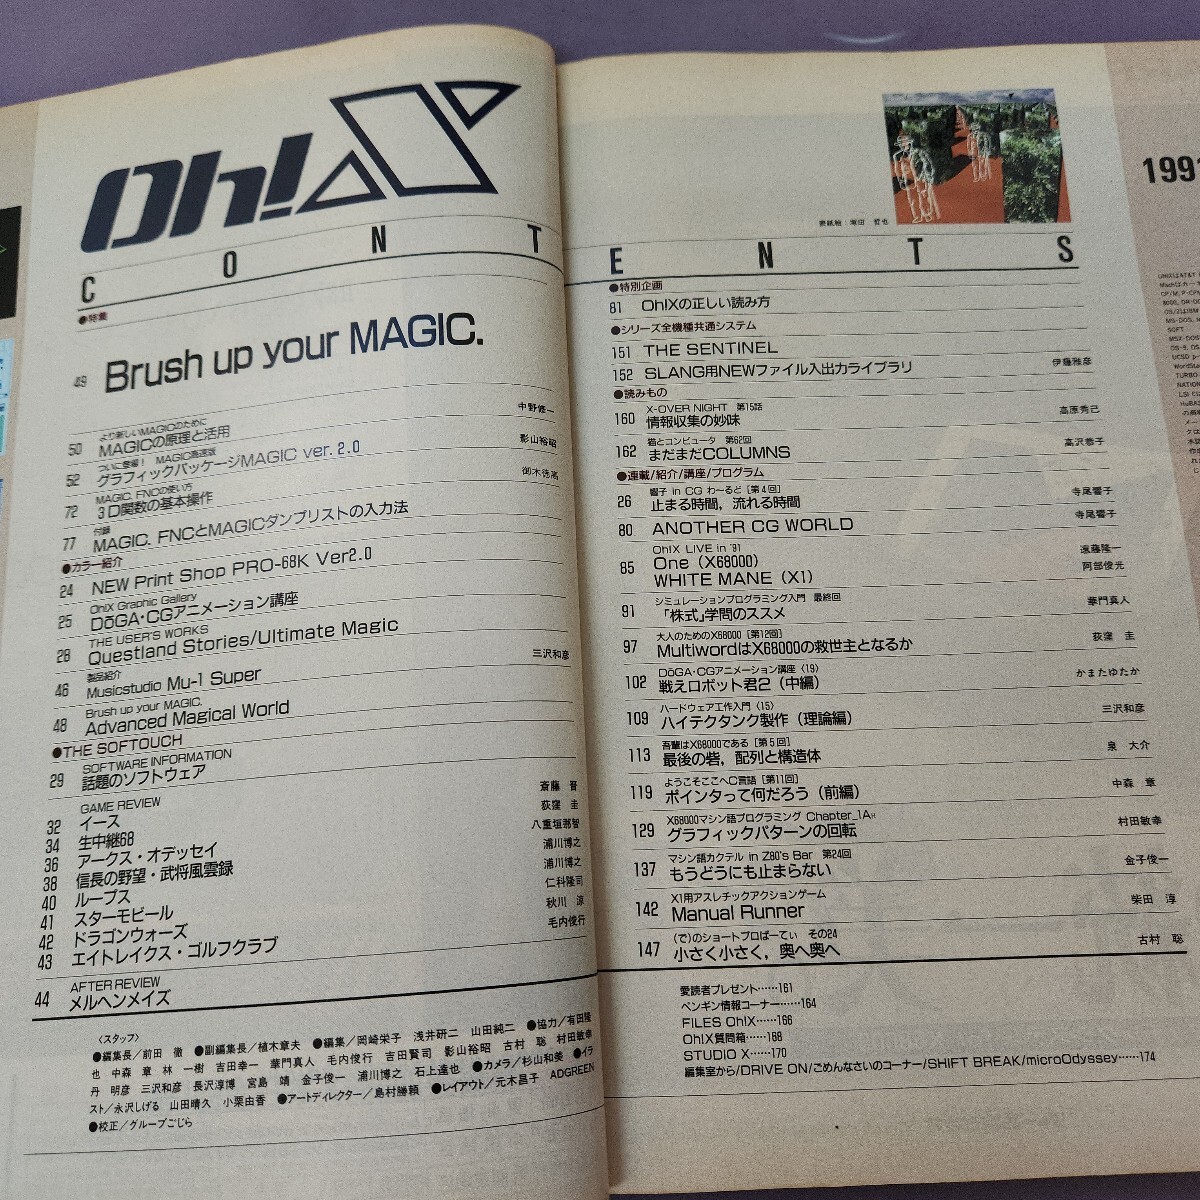 Oh!X
CONTENTS
●特集
49 Brush up your MAGIC.
より新しいMAGICのために
50 MAGICの原理と活用 中野修一
ついに登場! MAGIC高速版
52 グラフィックパッケージMAGIC ver. 2.0 影山裕昭
MAGIC. FNCの使い方
72 3D関数の基本操作 御木徳高
付録
77 MAGIC. FNCとMAGICダンプリストの入力法
●カラー紹介
24 NEW Print Shop PRO-68K Ver2.0
Oh!X Graphic Gallery
25 DōGA・CGアニメーション講座
THE USER'S WORKS
28 Questland Stories/Ultimate Magic
製品紹介
46 Musicstudio Mu-1 Super 三沢和彦
Brush up your MAGIC.
48 Advanced Magical World
●THE SOFTOUCH
SOFTWARE INFORMATION
29 話題のソフトウェア
GAME REVIEW
32 イース 斎藤 晋
34 生中継68 荻窪 圭
36 アークス・オデッセイ 八重垣那智
38 信長の野望・武将風雲録 浦川博之
40 ループス 浦川博之
41 スターモビール 仁科隆司
42 ドラゴンウォーズ 秋川 涼
43 エイトレイクス・ゴルフクラブ 毛内俊行
AFTER REVIEW
44 メルヘンメイズ
〈スタッフ〉
●編集長/前田 徹 ●副編集長/植木章夫 ●編集/岡崎栄子 浅井研二 山田純二 ●協力/有田隆
也 中森 章 林 一樹 吉田幸一 華門真人 毛内俊行 吉田賢司 影山裕昭 古村 聡 村田敏幸
丹 明彦 三沢和彦 長沢淳博 宮島 靖 金子俊一 浦川博之 石上達也 ●カメラ/杉山和美 ●イラ
スト/永沢しげる 山田晴久 小栗由香 ●アートディレクター/島村勝頼 ●レイアウト/元木昌子 ADGREEN
●校正/グループごじら
表紙絵:塚田 哲也
●特別企画
81 Oh!Xの正しい読み方
●シリーズ全機種共通システム
151 THE SENTINEL
152 SLANG用NEWファイル入出力ライブラリ 伊藤雅彦
●読みもの
X-OVER NIGHT 第15話
160 情報収集の妙味 高原秀己
猫とコンピュータ 第62回
162 まだまだCOLUMNS 高沢恭子
●連載/紹介/講座/プログラム
響子 in CG わ〜るど[第4回]
26 止まる時間，流れる時間 寺尾響子
80 ANOTHER CG WORLD 寺尾響子
Oh!X LIVE in '91
85 One(X68000) 遠藤隆一
WHITE MANE(X1) 阿部俊光
シミュレーションプログラミング入門 最終回
91 「株式」学問のススメ 華門真人
大人のためのX68000[第12回]
97 MultiwordはX68000の救世主となるか 荻窪 圭
DōGA・CGアニメーション講座〈19〉
102 戦えロボット君2(中編) かまたゆたか
ハードウェア工作入門〈15〉
109 ハイテクタンク製作(理論編) 三沢和彦
吾輩はX68000である[第5回]
113 最後の砦，配列と構造体 泉 大介
ようこそここへC言語[第11回]
119 ポインタって何だろう(前編) 中森 章
X68000マシン語プログラミング Chapter_1AH
129 グラフィックパターンの回転 村田敏幸
マシン語カクテル in Z80's Bar 第24回
137 もうどうにも止まらない 金子俊一
X1用アスレチックアクションゲーム
142 Manual Runner 柴田 淳
(で)のショートプロぱーてぃ その24
147 小さく小さく，奥へ奥へ 古村 聡
愛読者プレゼント……161
ペンギン情報コーナー……164
FILES Oh!X……166
Oh!X質問箱……168
STUDIO X……170
編集室から/DRIVE ON/ごめんなさいのコーナー/SHIFT BREAK/microOdyssey……174